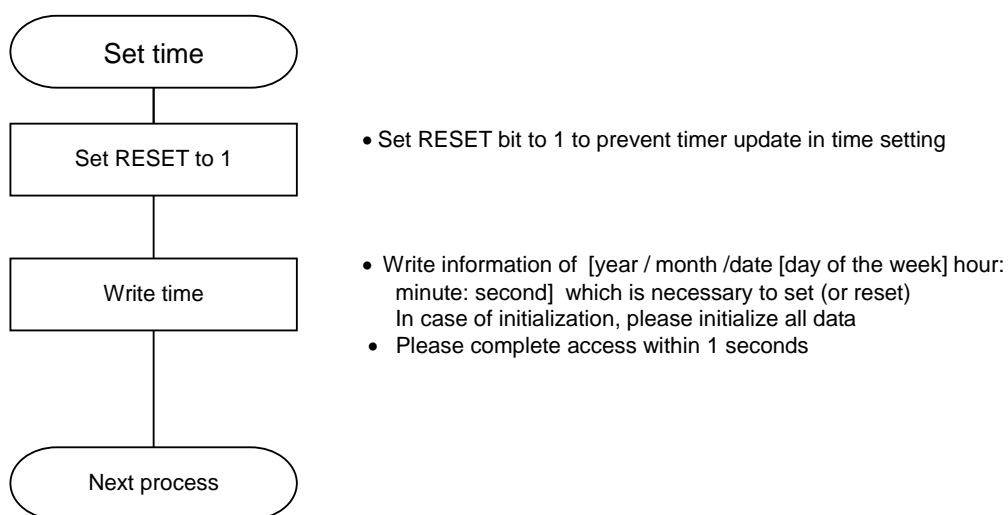 Set time
Set RESET to 1
• Set RESET bit to 1 to prevent timer update in time setting
Write time
• Write information of [year / month /date [day of the week] hour:
minute: second] which is necessary to set (or reset)
In case of initialization, please initialize all data
• Please complete access within 1 seconds
Next process